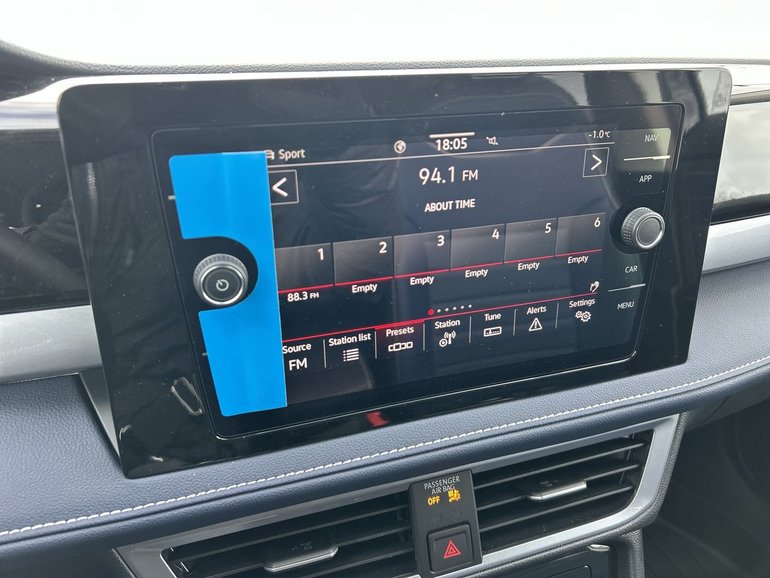 Sport
18:05
-1.0°C
NAV
94.1 FM
APP
ABOUT TIME
1 2 3 4 5 6
88.3 FM Empty Empty Empty Empty Empty
CAR
MENU
Source Station list Presets Station Tune Alerts Settings
FM
PASSENGER
AIR BAG
OFF